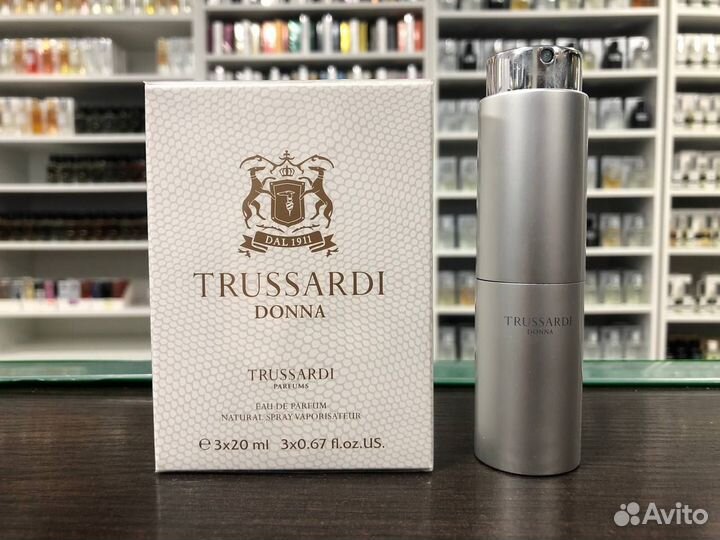 DAL 1911
TRUSSARDI
DONNA
TRUSSARDI
PARFUMS
EAU DE PARFUM
NATURAL SPRAY VAPORISATEUR
℮ 3x20 ml 3x0.67 fl.oz.US.
TRUSSARDI
DONNA
Avito